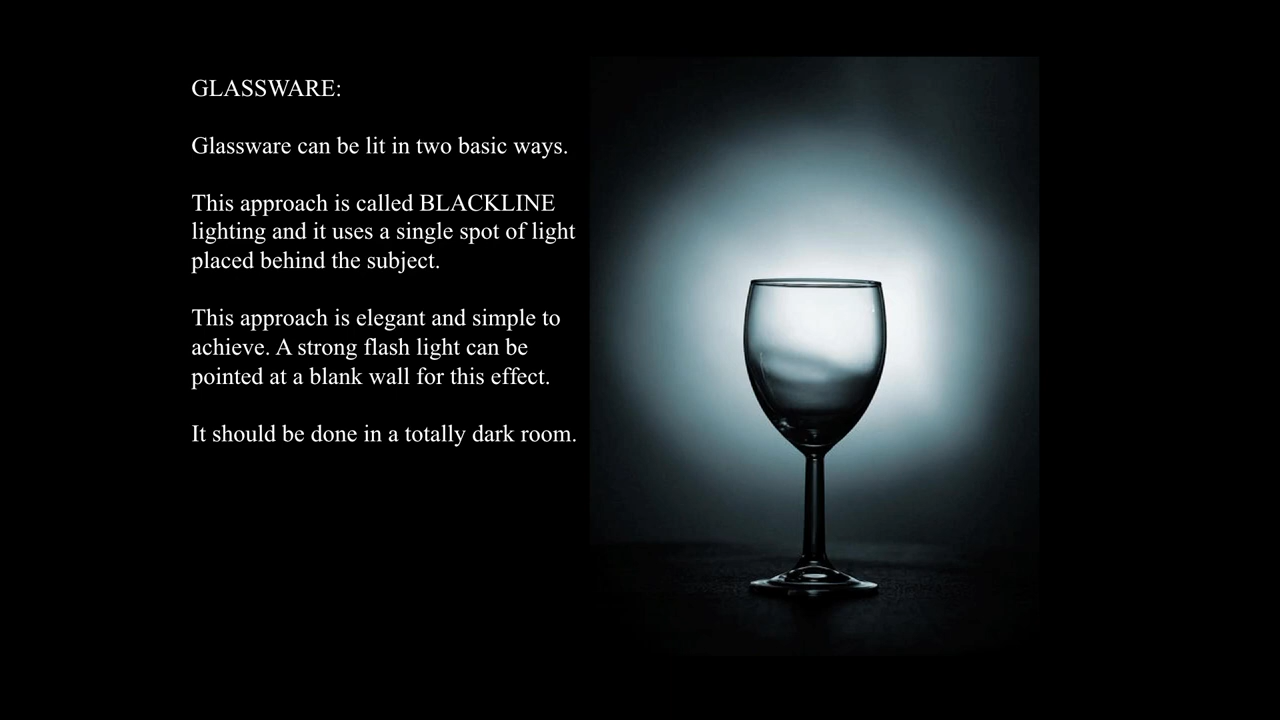 GLASSWARE:
Glassware can be lit in two basic ways.
This approach is called BLACKLINE
lighting and it uses a single spot of light
placed behind the subject.
This approach is elegant and simple to
achieve. A strong flash light can be
pointed at a blank wall for this effect.
It should be done in a totally dark room.